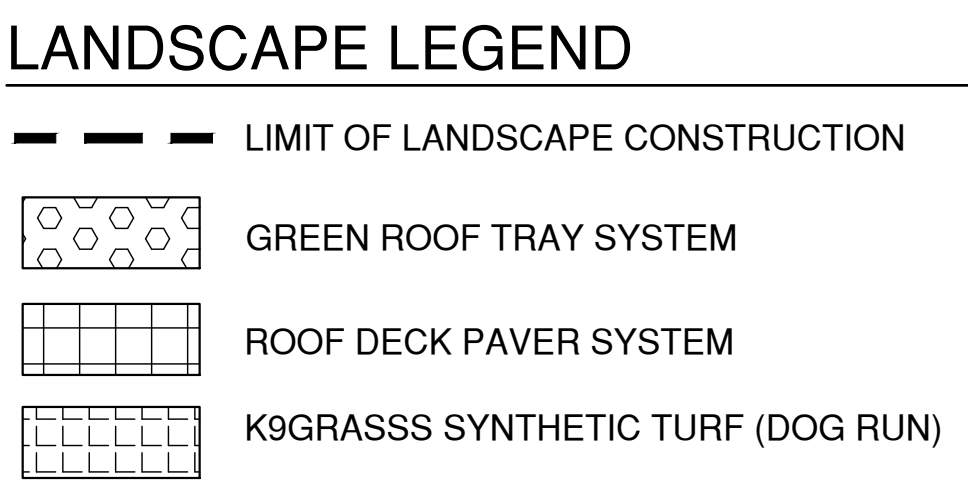 LANDSCAPE LEGEND
LIMIT OF LANDSCAPE CONSTRUCTION
GREEN ROOF TRAY SYSTEM
ROOF DECK PAVER SYSTEM
K9GRASSS SYNTHETIC TURF (DOG RUN)